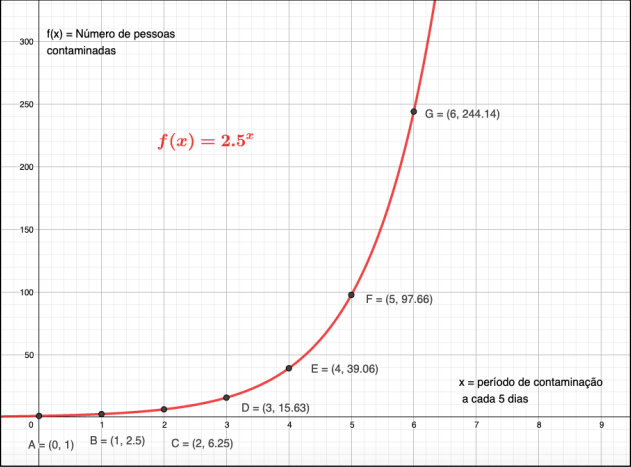 f(x) = Número de pessoas
contaminadas
300
250
G = (6, 244.14)
f(x) = 2.5^x
200
150
100
F = (5, 97.66)
50
E = (4, 39.06)
x = período de contaminação
a cada 5 dias
D = (3, 15.63)
0 1 2 3 4 5 6 7 8 9
A = (0, 1)
B = (1, 2.5)
C = (2, 6.25)